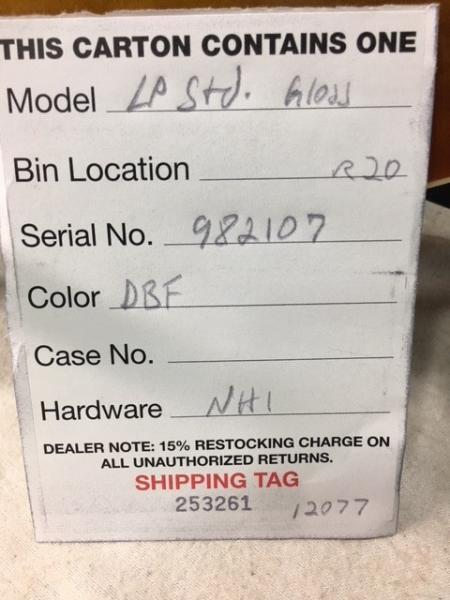 THIS CARTON CONTAINS ONE
Model LP Std. Gloss
Bin Location R20
Serial No. 982107
Color DBF
Case No.
Hardware NH1
DEALER NOTE: 15% RESTOCKING CHARGE ON
ALL UNAUTHORIZED RETURNS.
SHIPPING TAG
253261 12077